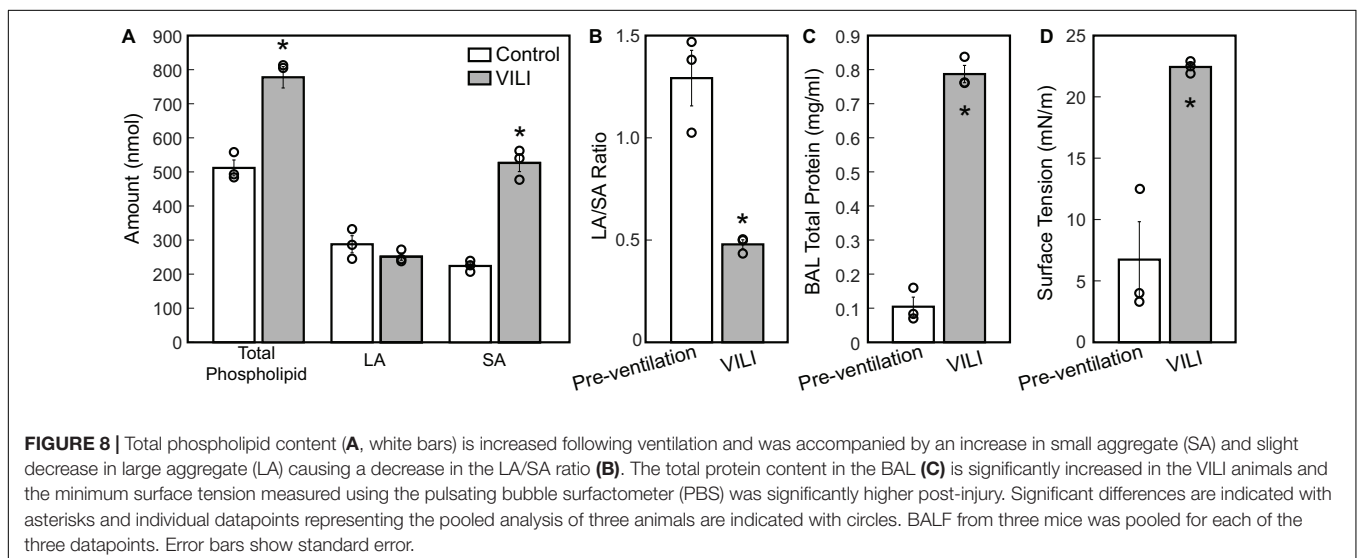 A
900
800
700
600
500
400
300
200
100
0
Amount (nmol)
Control
VILI
*
*
Total
Phospholipid
LA
SA
B
1.5
1.0
0.5
0
LA/SA Ratio
*
Pre-ventilation
VILI
C
0.9
0.8
0.7
0.6
0.5
0.4
0.3
0.2
0.1
0
BAL Total Protein (mg/ml)
*
Pre-ventilation
VILI
D
25
20
15
10
5
0
Surface Tension (mN/m)
*
Pre-ventilation
VILI
FIGURE 8 | Total phospholipid content (A, white bars) is increased following ventilation and was accompanied by an increase in small aggregate (SA) and slight
decrease in large aggregate (LA) causing a decrease in the LA/SA ratio (B). The total protein content in the BAL (C) is significantly increased in the VILI animals and
the minimum surface tension measured using the pulsating bubble surfactometer (PBS) was significantly higher post-injury. Significant differences are indicated with
asterisks and individual datapoints representing the pooled analysis of three animals are indicated with circles. BALF from three mice was pooled for each of the
three datapoints. Error bars show standard error.